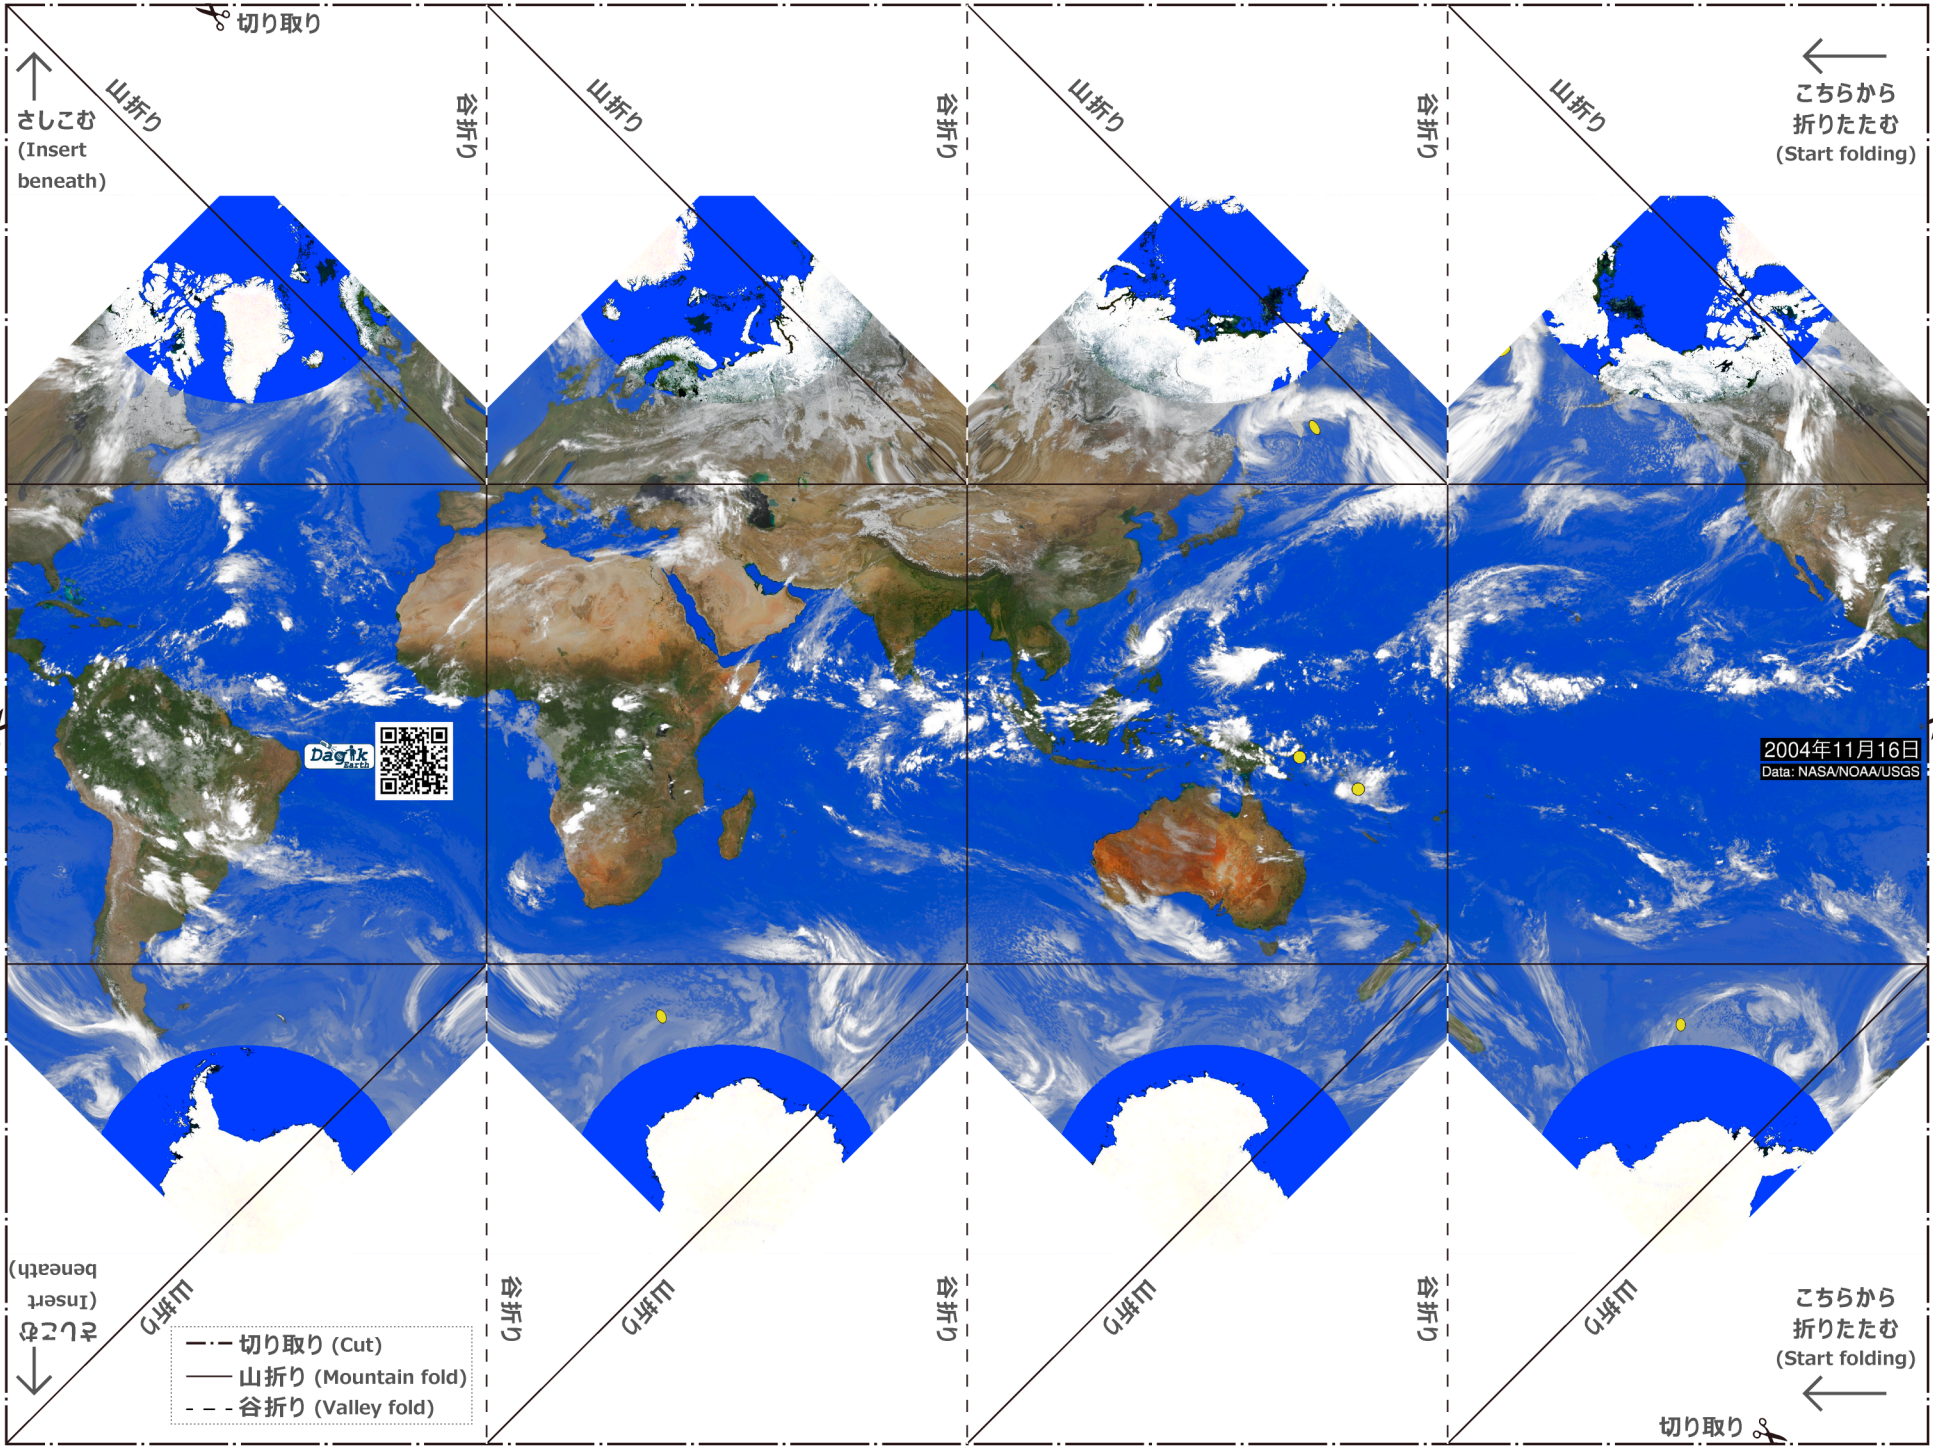 切り取り
さしこむ
(Insert
beneath)
山折り
谷折り
山折り
谷折り
山折り
谷折り
山折り
こちらから
折りたたむ
(Start folding)
Dagik
Earth
2004年11月16日
Data: NASA/NOAA/USGS
さしこむ
(Insert
beneath)
山折り
谷折り
山折り
谷折り
山折り
谷折り
山折り
こちらから
折りたたむ
(Start folding)
切り取り (Cut)
山折り (Mountain fold)
谷折り (Valley fold)
切り取り